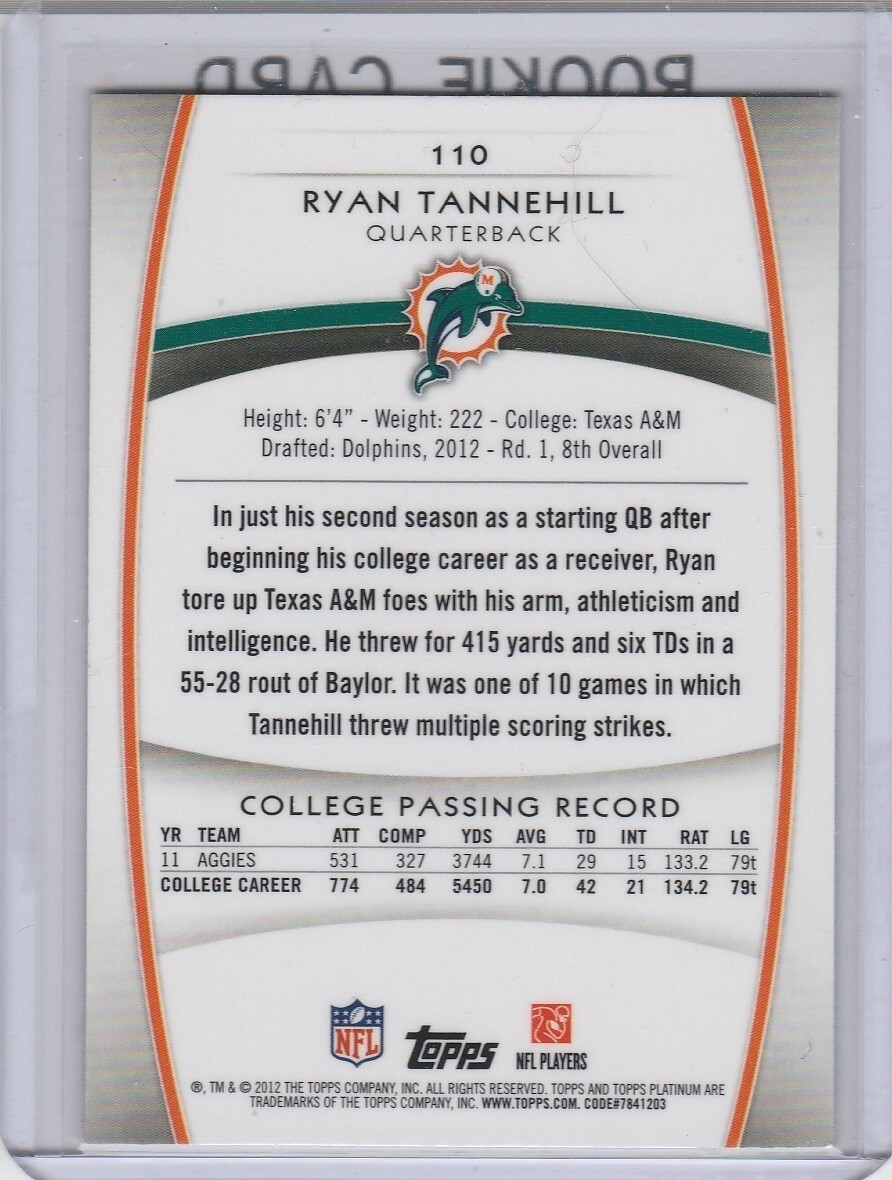 ROOKIE CARD
110
RYAN TANNEHILL
QUARTERBACK
M
Height: 6'4" - Weight: 222 - College: Texas A&M
Drafted: Dolphins, 2012 - Rd. 1, 8th Overall
In just his second season as a starting QB after
beginning his college career as a receiver, Ryan
tore up Texas A&M foes with his arm, athleticism and
intelligence. He threw for 415 yards and six TDs in a
55-28 rout of Baylor. It was one of 10 games in which
Tannehill threw multiple scoring strikes.
COLLEGE PASSING RECORD
YR TEAM ATT COMP YDS AVG TD INT RAT LG
11 AGGIES 531 327 3744 7.1 29 15 133.2 79t
COLLEGE CAREER 774 484 5450 7.0 42 21 134.2 79t
NFL TOPPS NFL PLAYERS
®, TM & © 2012 THE TOPPS COMPANY, INC. ALL RIGHTS RESERVED. TOPPS AND TOPPS PLATINUM ARE
TRADEMARKS OF THE TOPPS COMPANY, INC. WWW.TOPPS.COM. CODE#7841203